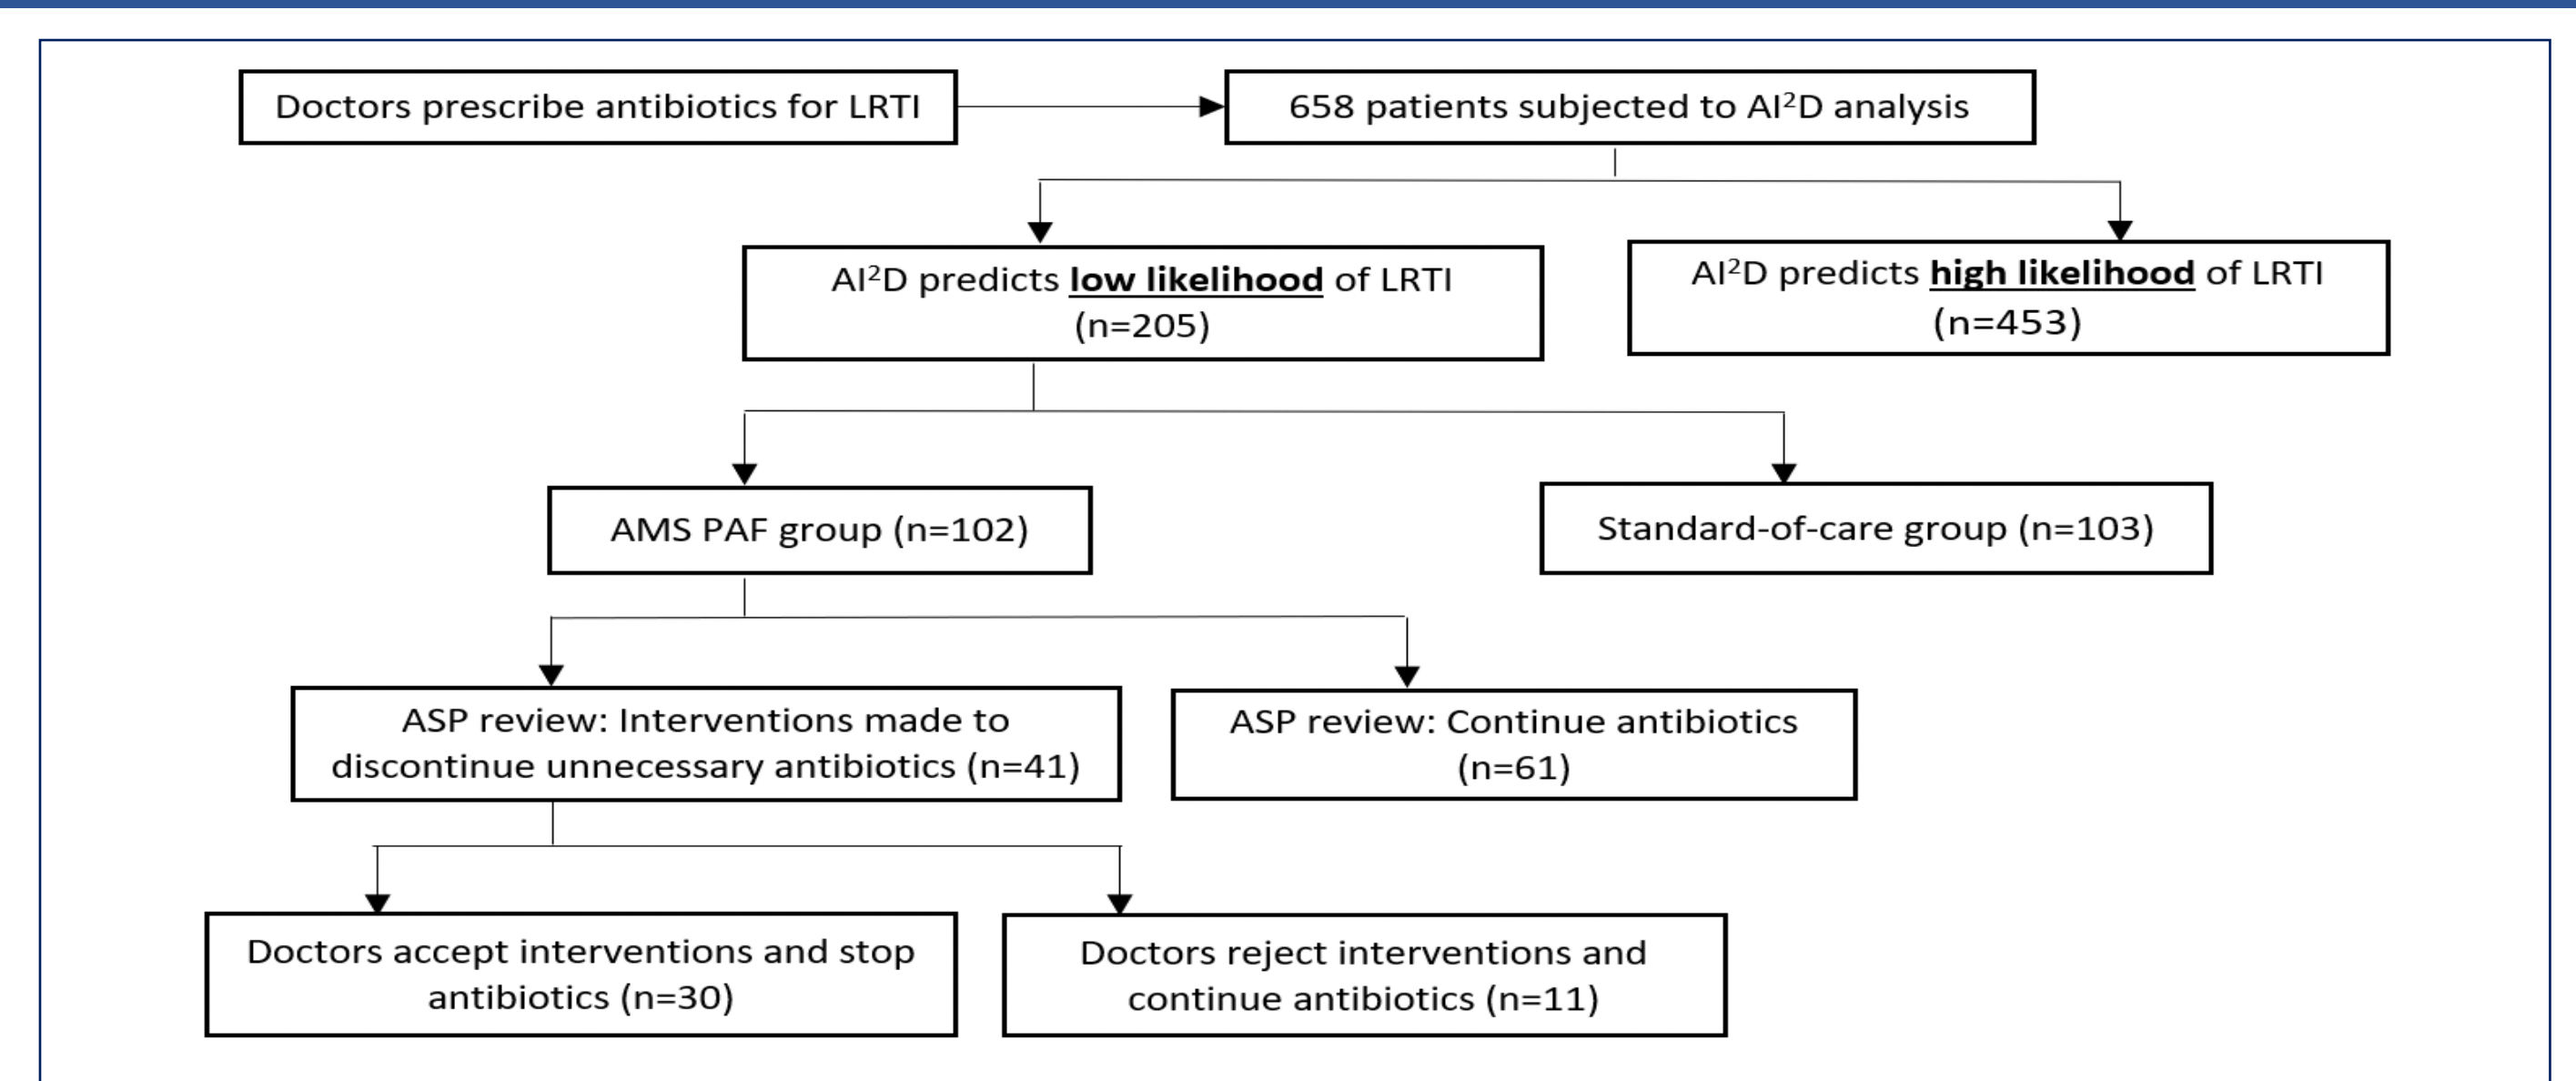 Doctors prescribe antibiotics for LRTI
658 patients subjected to AI²D analysis
AI²D predicts low likelihood of LRTI
(n=205)
AI²D predicts high likelihood of LRTI
(n=453)
AMS PAF group (n=102)
Standard-of-care group (n=103)
ASP review: Interventions made to
discontinue unnecessary antibiotics (n=41)
ASP review: Continue antibiotics
(n=61)
Doctors accept interventions and stop
antibiotics (n=30)
Doctors reject interventions and
continue antibiotics (n=11)